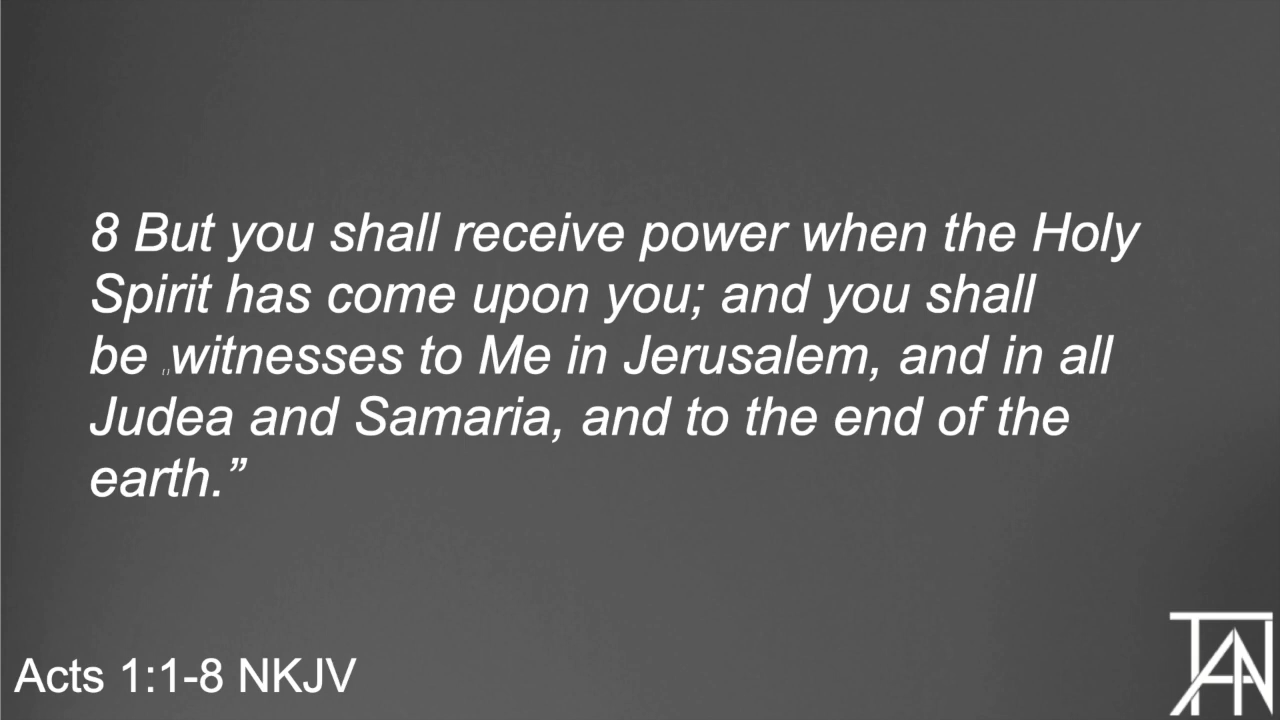 8 But you shall receive power when the Holy
Spirit has come upon you; and you shall
be [ ]witnesses to Me in Jerusalem, and in all
Judea and Samaria, and to the end of the
earth.”
Acts 1:1-8 NKJV
TAN